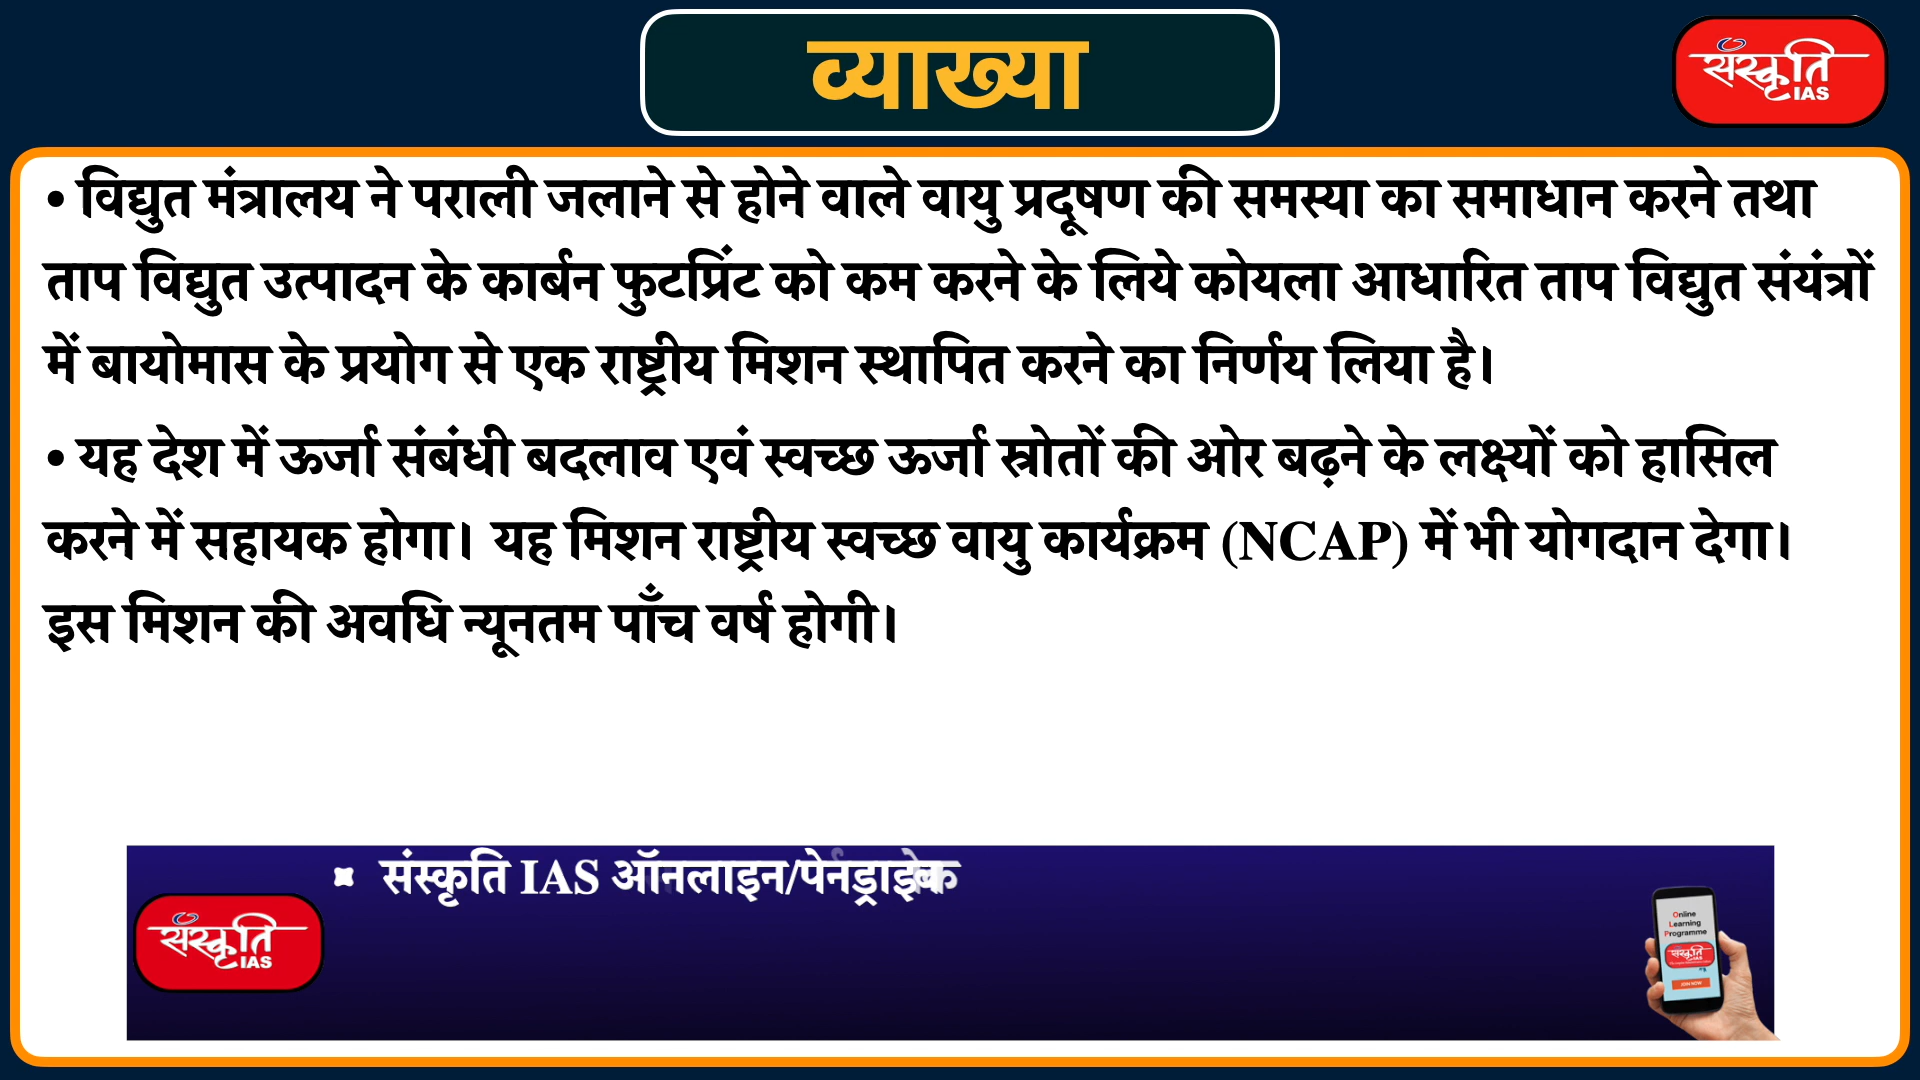 व्याख्या
संस्कृति
IAS
• विद्युत मंत्रालय ने पराली जलाने से होने वाले वायु प्रदूषण की समस्या का समाधान करने तथा
ताप विद्युत उत्पादन के कार्बन फुटप्रिंट को कम करने के लिये कोयला आधारित ताप विद्युत संयंत्रों
में बायोमास के प्रयोग से एक राष्ट्रीय मिशन स्थापित करने का निर्णय लिया है।
• यह देश में ऊर्जा संबंधी बदलाव एवं स्वच्छ ऊर्जा स्रोतों की ओर बढ़ने के लक्ष्यों को हासिल
करने में सहायक होगा। यह मिशन राष्ट्रीय स्वच्छ वायु कार्यक्रम (NCAP) में भी योगदान देगा।
इस मिशन की अवधि न्यूनतम पाँच वर्ष होगी।
संस्कृति IAS ऑनलाइन/
संस्कृति
IAS
Online
Learning
Programme
संस्कृति
JOIN NOW